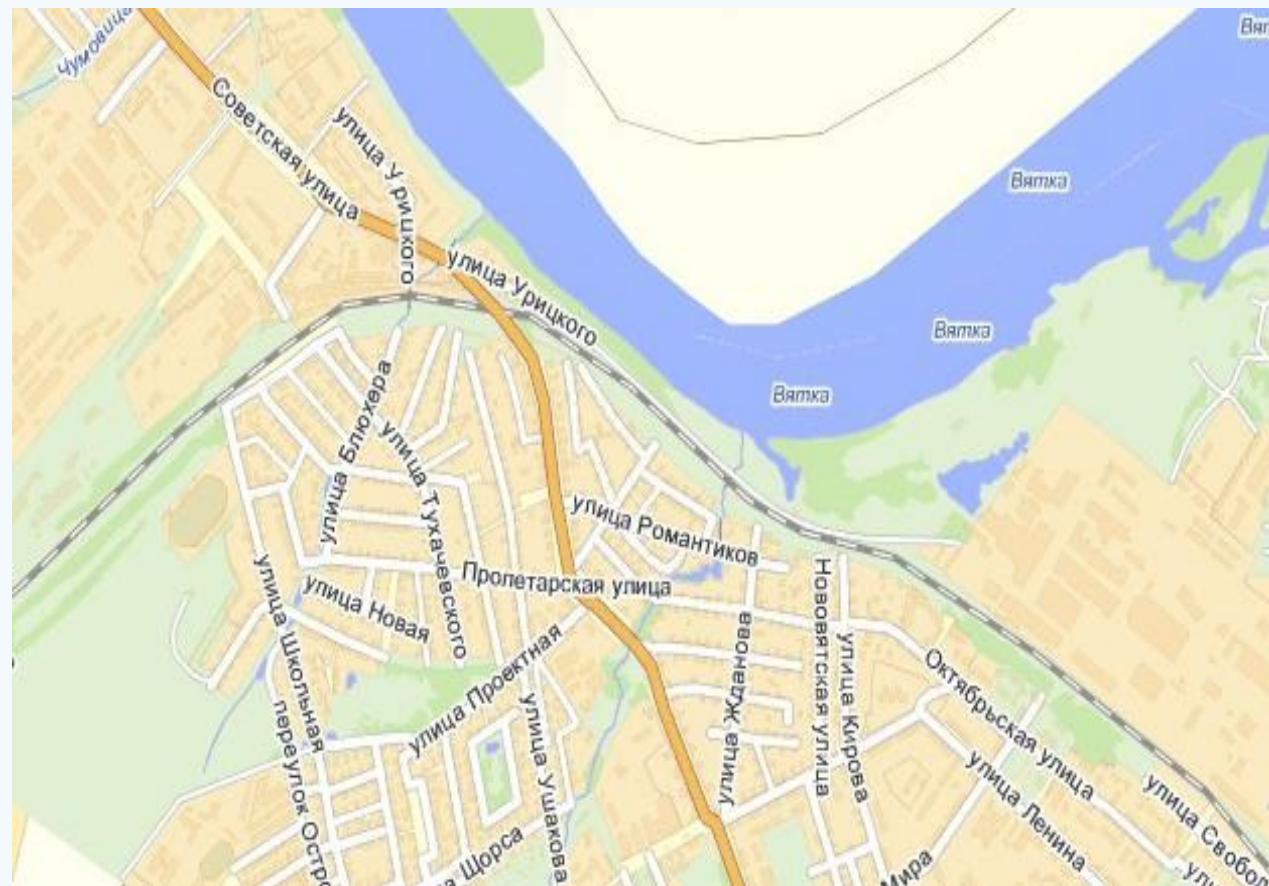 Чумовица
Советская улица
улица Урицкого
улица Урицкого
Вятка
Вятка
Вятка
улица Блюхера
улица Тухачевского
улица Романтиков
Пролетарская улица
улица Новая
улица Школьная
переулок Остро
улица Проектная
улица Ушакова
Щорса
улица Жданова
Нововятская улица
улица Кирова
Октябрьская улица
улица Ленина
улица Свобо
Мира